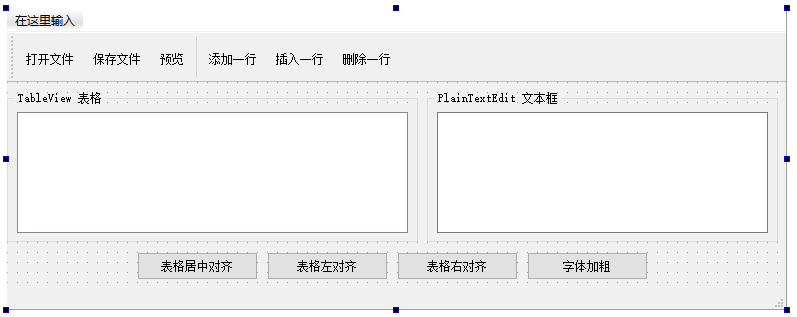 在这里输入
打开文件 保存文件 预览 添加一行 插入一行 删除一行
TableView 表格 PlainTextEdit 文本框
表格居中对齐 表格左对齐 表格右对齐 字体加粗